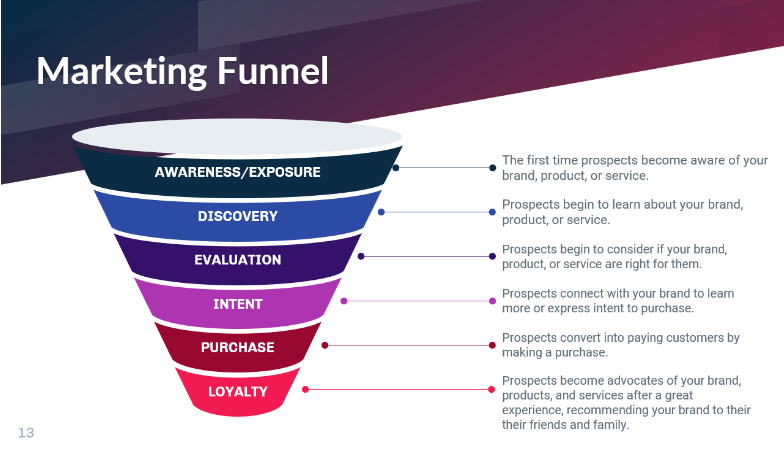 Marketing Funnel
AWARENESS/EXPOSURE
The first time prospects become aware of your
brand, product, or service.
DISCOVERY
Prospects begin to learn about your brand,
product, or service.
EVALUATION
Prospects begin to consider if your brand,
product, or service are right for them.
INTENT
Prospects connect with your brand to learn
more or express intent to purchase.
PURCHASE
Prospects convert into paying customers by
making a purchase.
LOYALTY
Prospects become advocates of your brand,
products, and services after a great
experience, recommending your brand to their
their friends and family.
13